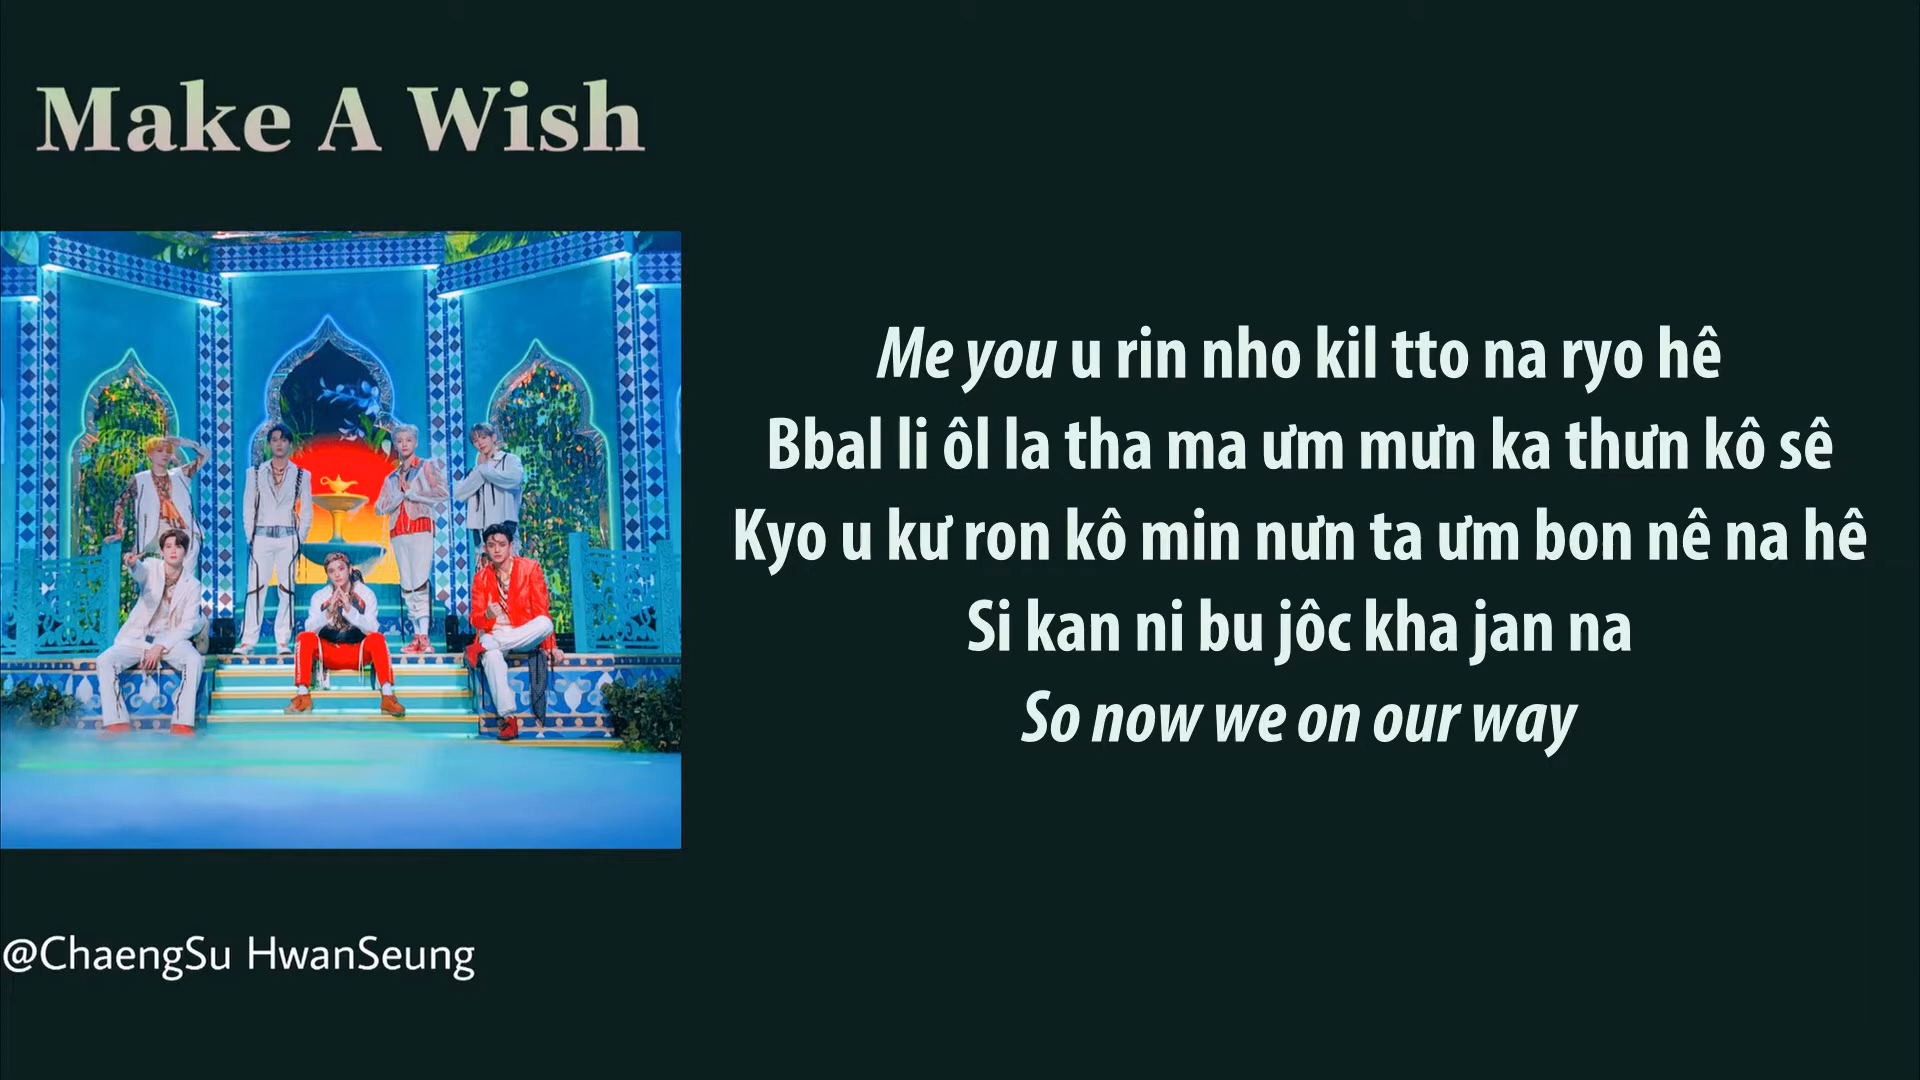 Make A Wish
Me you u rin nho kil tto na ryo hê
Bbal li ôl la tha ma ưm mưn ka thưn kô sê
Kyo u kư ron kô min nưn ta ưm bon nê na hê
Si kan ni bu jôc kha jan na
So now we on our way
@ChaengSu HwanSeung